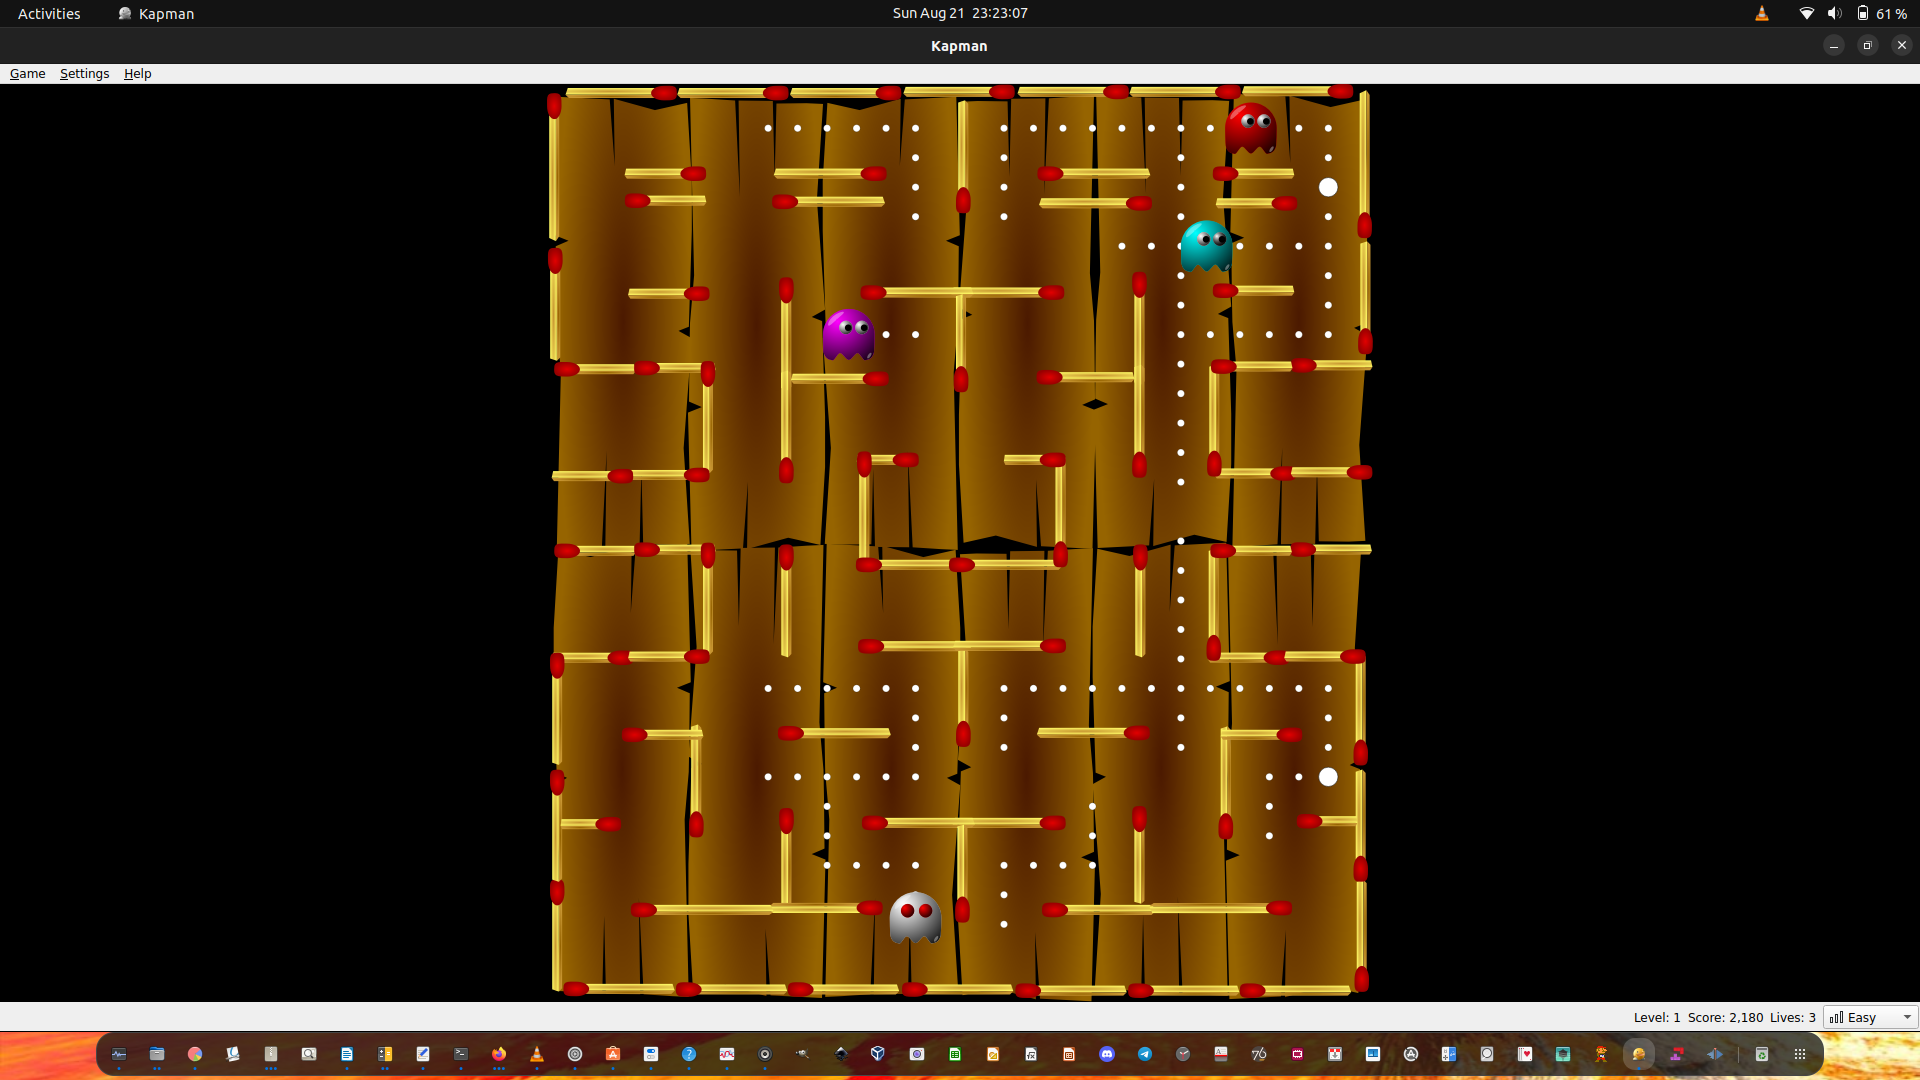 Activities Kapman Sun Aug 21 23:23:07 61 %
Kapman
Game Settings Help
Level: 1 Score: 2,180 Lives: 3 Easy